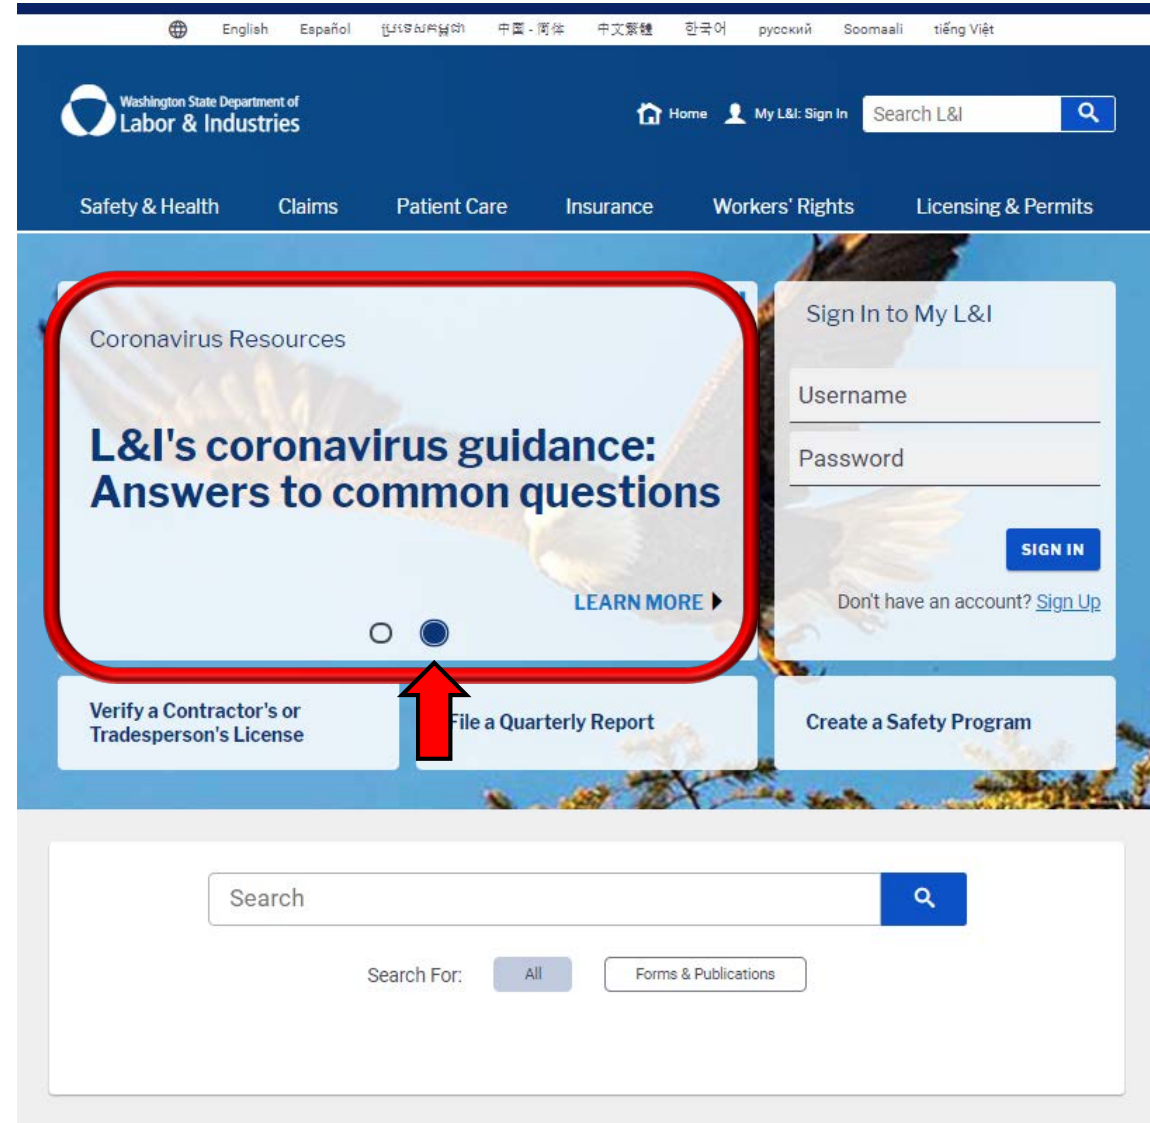 English Español ប្រទេសកម្ពុជា 中国 - 简体 中文繁體 한국어 русский Soomaali tiếng Việt
Washington State Department of
Labor & Industries
Home My L&I: Sign In Search L&I
Safety & Health Claims Patient Care Insurance Workers' Rights Licensing & Permits
Coronavirus Resources
L&I's coronavirus guidance:
Answers to common questions
LEARN MORE
Sign In to My L&I
Username
Password
SIGN IN
Don't have an account? Sign Up
Verify a Contractor's or
Tradesperson's License
File a Quarterly Report
Create a Safety Program
Search
Search For: All Forms & Publications